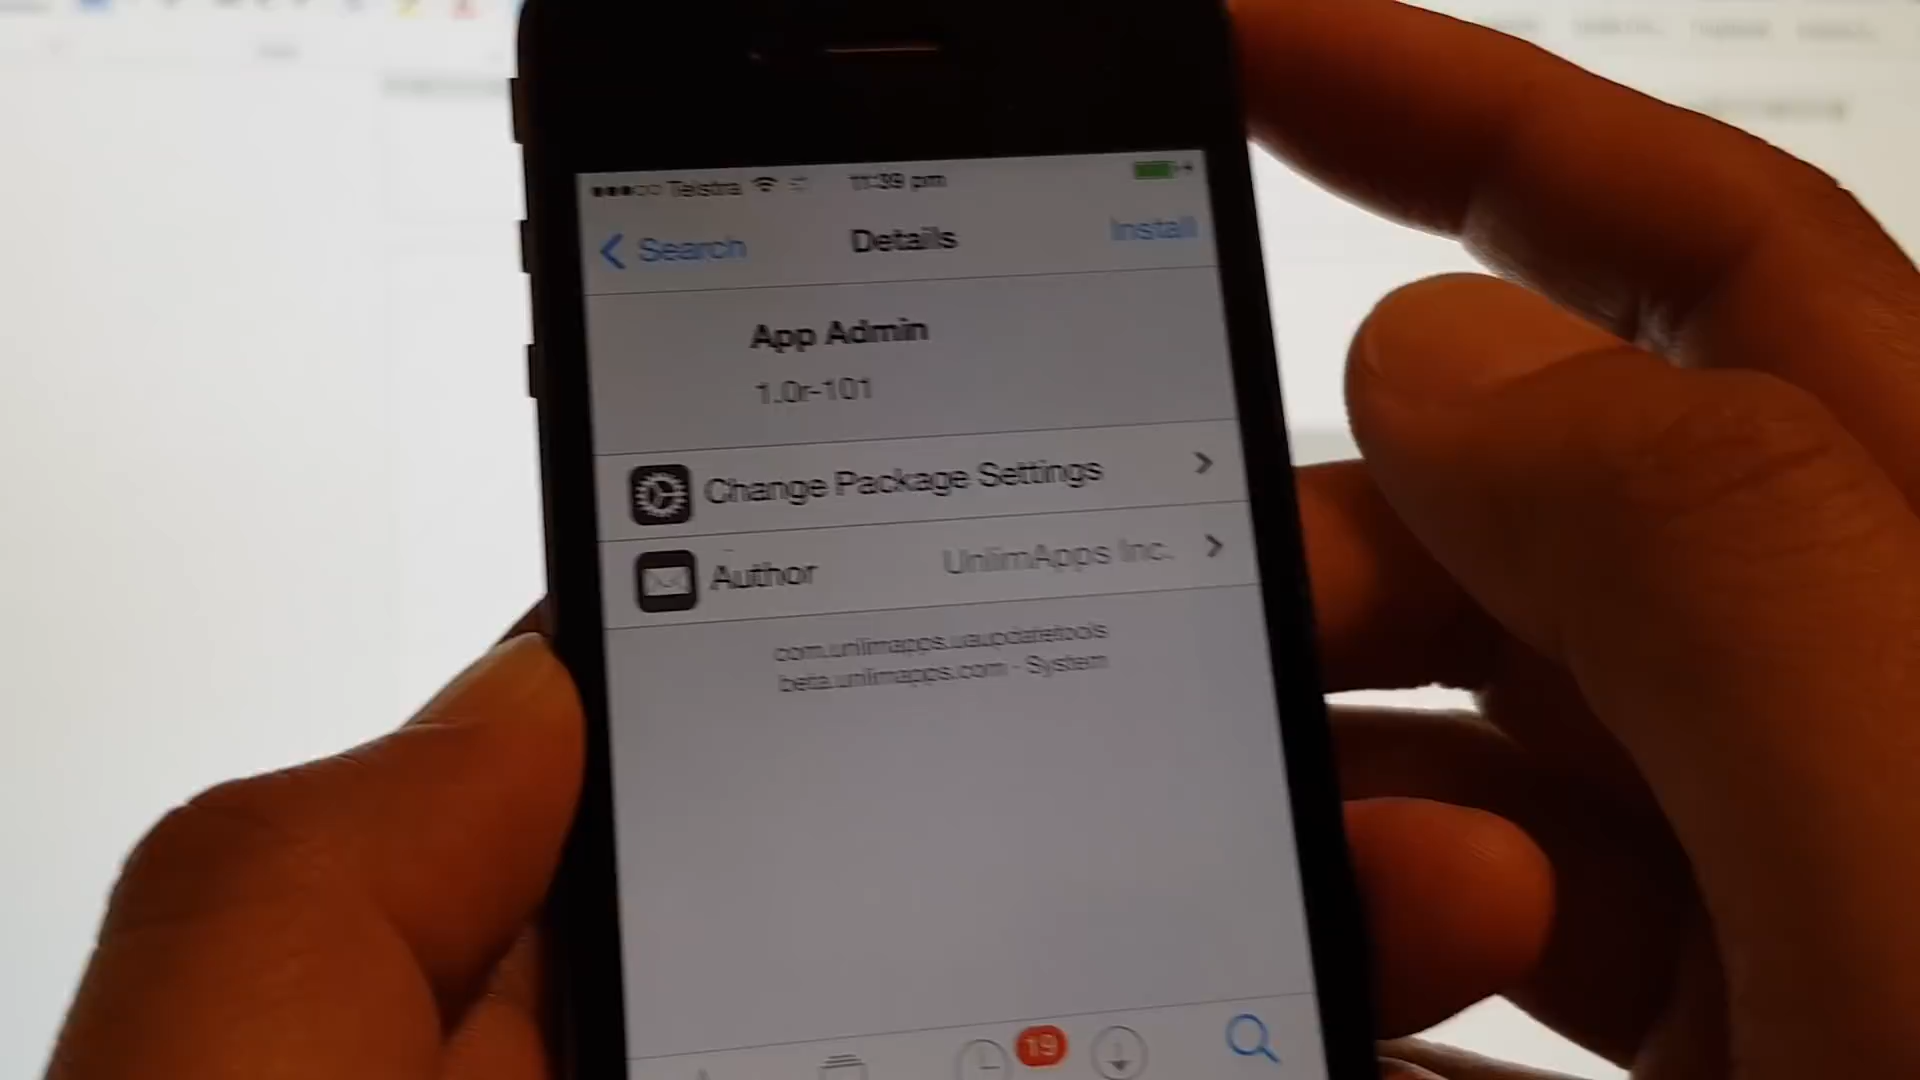 Telstra 11:39 pm
Search Details Install
App Admin
1.0r-101
Change Package Settings
Author UnlimApps Inc.
com.unlimapps.uaupdatetools
beta.unlimapps.com - System
19